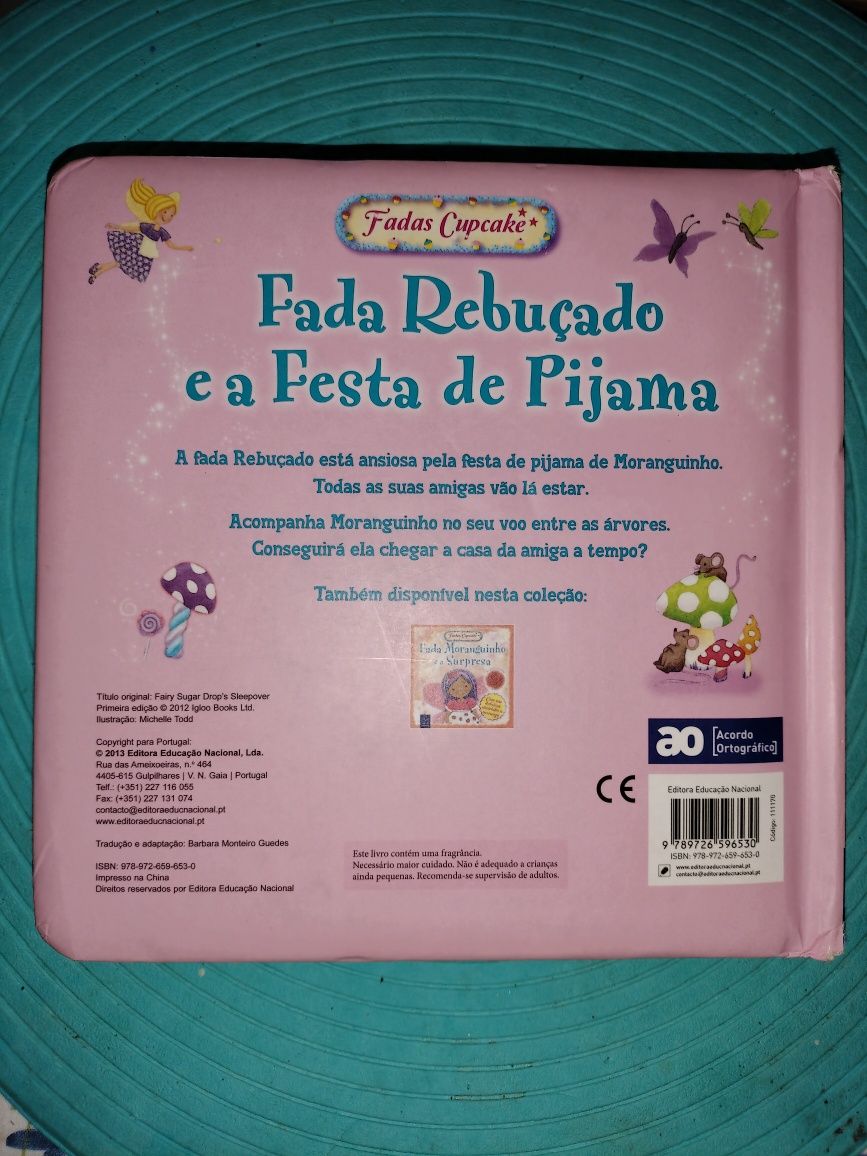 Fadas Cupcake
Fada Rebuçado
e a Festa de Pijama
A fada Rebuçado está ansiosa pela festa de pijama de Moranguinho.
Todas as suas amigas vão lá estar.
Acompanha Moranguinho no seu voo entre as árvores.
Conseguirá ela chegar a casa da amiga a tempo?
Também disponível nesta coleção:
Fadas Cupcake
Fada Moranguinho
e a Surpresa
Título original: Fairy Sugar Drop's Sleepover
Primeira edição © 2012 Igloo Books Ltd.
Ilustração: Michelle Todd
Copyright para Portugal:
© 2013 Editora Educação Nacional, Lda.
Rua das Ameixoeiras, n.º 464
4405-615 Gulpilhares | V. N. Gaia | Portugal
Telf.: (+351) 227 116 055
Fax: (+351) 227 131 074
contacto@editoraeducnacional.pt
www.editoraeducnacional.pt
Tradução e adaptação: Barbara Monteiro Guedes
ISBN: 978-972-659-653-0
Impresso na China
Direitos reservados por Editora Educação Nacional
Este livro contém uma fragrância.
Necessário maior cuidado. Não é adequado a crianças
ainda pequenas. Recomenda-se supervisão de adultos.
ao [Acordo
Ortográfico]
CE
Editora Educação Nacional
9 789726 596530
ISBN: 978-972-659-653-0
www.editoraeducnacional.pt
contacto@editoraeducnacional.pt
Código: 111170